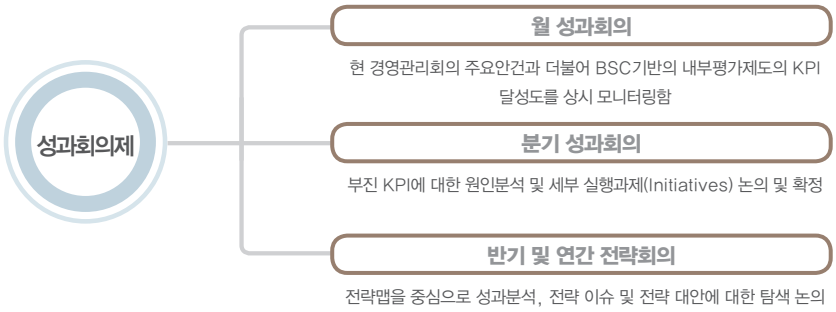 성과회의제
월 성과회의
현 경영관리회의 주요안건과 더불어 BSC기반의 내부평가제도의 KPI
달성도를 상시 모니터링함
분기 성과회의
부진 KPI에 대한 원인분석 및 세부 실행과제(Initiatives) 논의 및 확정
반기 및 연간 전략회의
전략맵을 중심으로 성과분석, 전략 이슈 및 전략 대안에 대한 탐색 논의